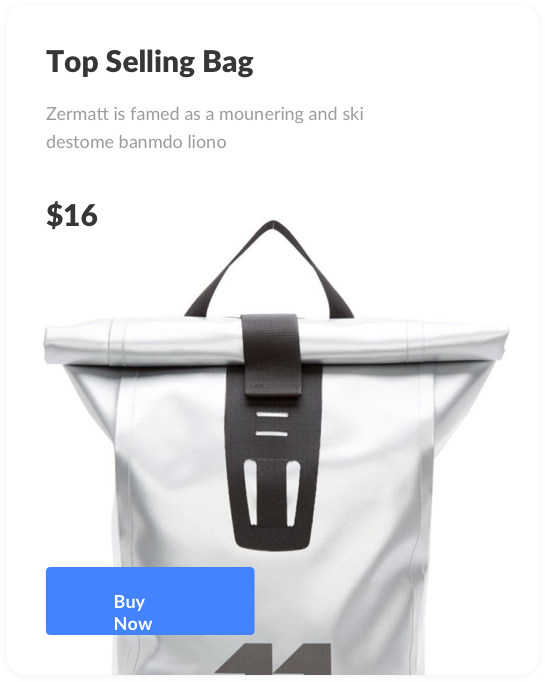 Top Selling Bag
Zermatt is famed as a mounering and ski
destome banmdo liono
$16
Buy
Now